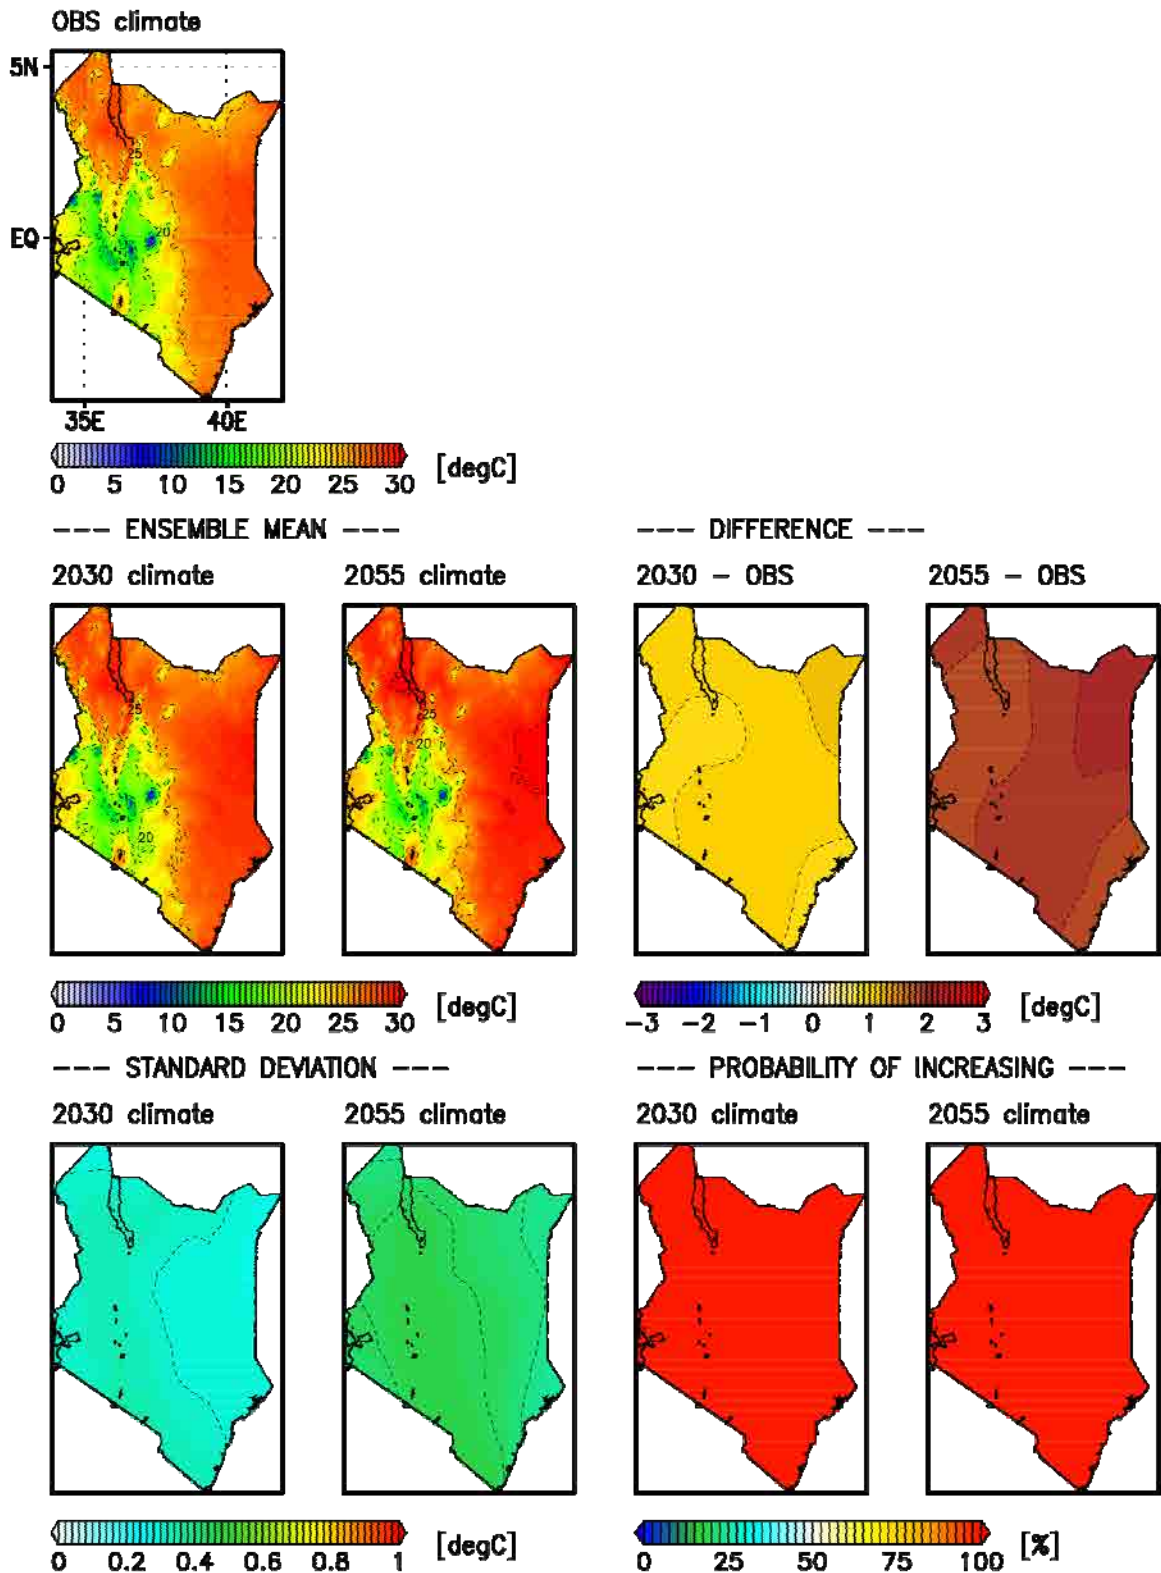 OBS climate
5N
25
20
EQ
35E 40E
0 5 10 15 20 25 30 [degC]
--- ENSEMBLE MEAN --- --- DIFFERENCE ---
2030 climate 2055 climate 2030 - OBS 2055 - OBS
25 25
20
20
0 5 10 15 20 25 30 [degC] -3 -2 -1 0 1 2 3 [degC]
--- STANDARD DEVIATION --- --- PROBABILITY OF INCREASING ---
2030 climate 2055 climate 2030 climate 2055 climate
0 0.2 0.4 0.6 0.8 1 [degC] 0 25 50 75 100 [%]